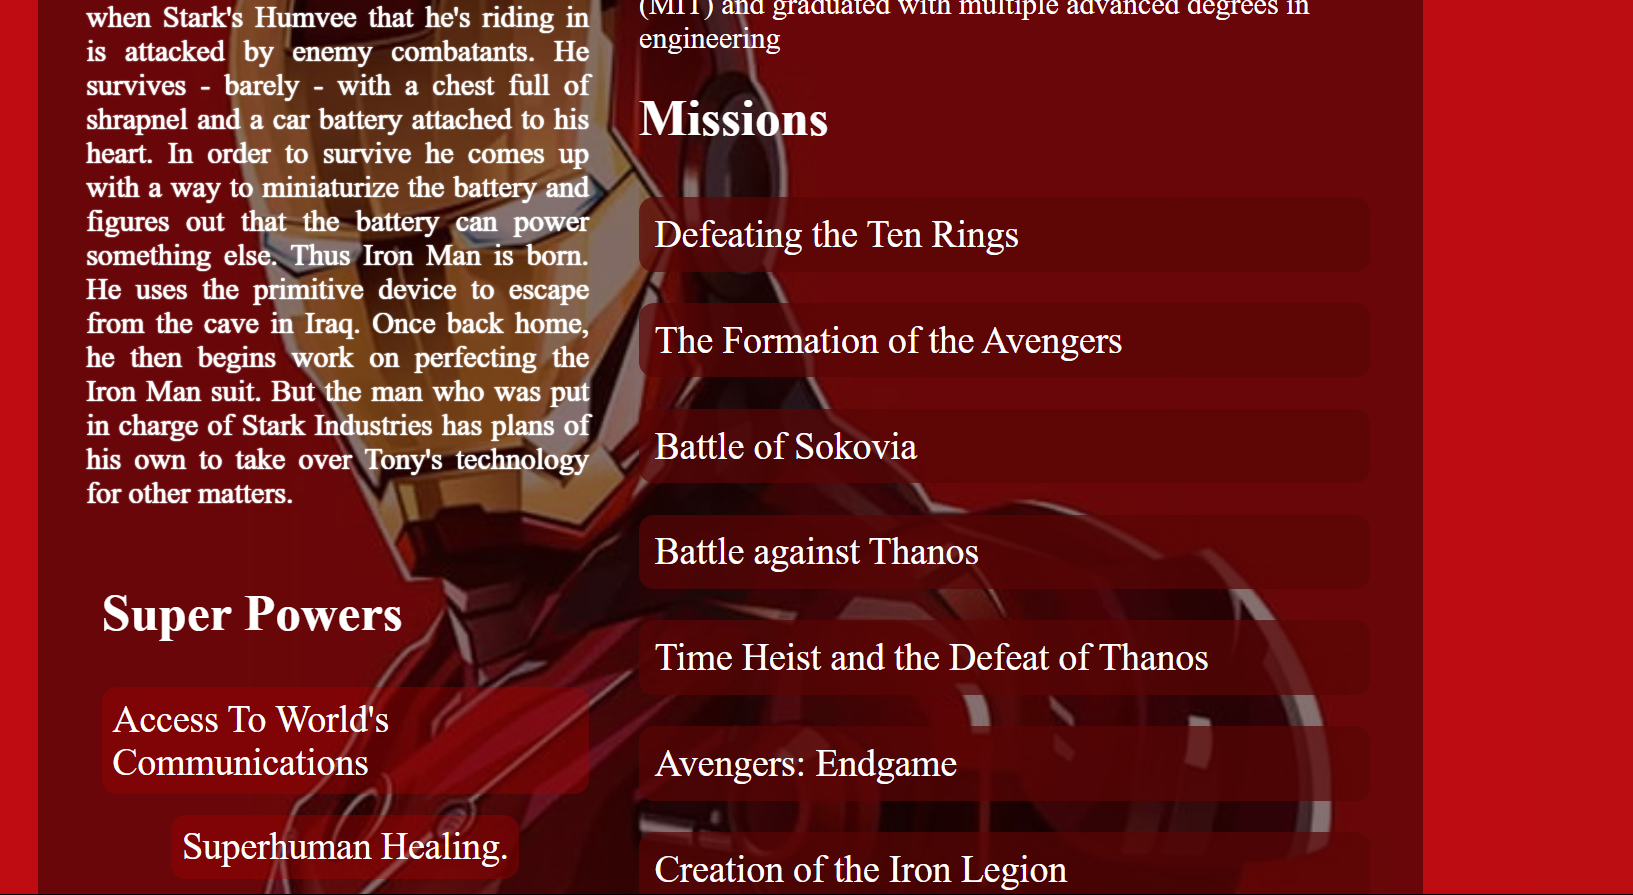 when Stark's Humvee that he's riding in
is attacked by enemy combatants. He
survives - barely - with a chest full of
shrapnel and a car battery attached to his
heart. In order to survive he comes up
with a way to miniaturize the battery and
figures out that the battery can power
something else. Thus Iron Man is born.
He uses the primitive device to escape
from the cave in Iraq. Once back home,
he then begins work on perfecting the
Iron Man suit. But the man who was put
in charge of Stark Industries has plans of
his own to take over Tony's technology
for other matters.
Super Powers
Access To World's
Communications
Superhuman Healing.
(MIT) and graduated with multiple advanced degrees in
engineering
Missions
Defeating the Ten Rings
The Formation of the Avengers
Battle of Sokovia
Battle against Thanos
Time Heist and the Defeat of Thanos
Avengers: Endgame
Creation of the Iron Legion